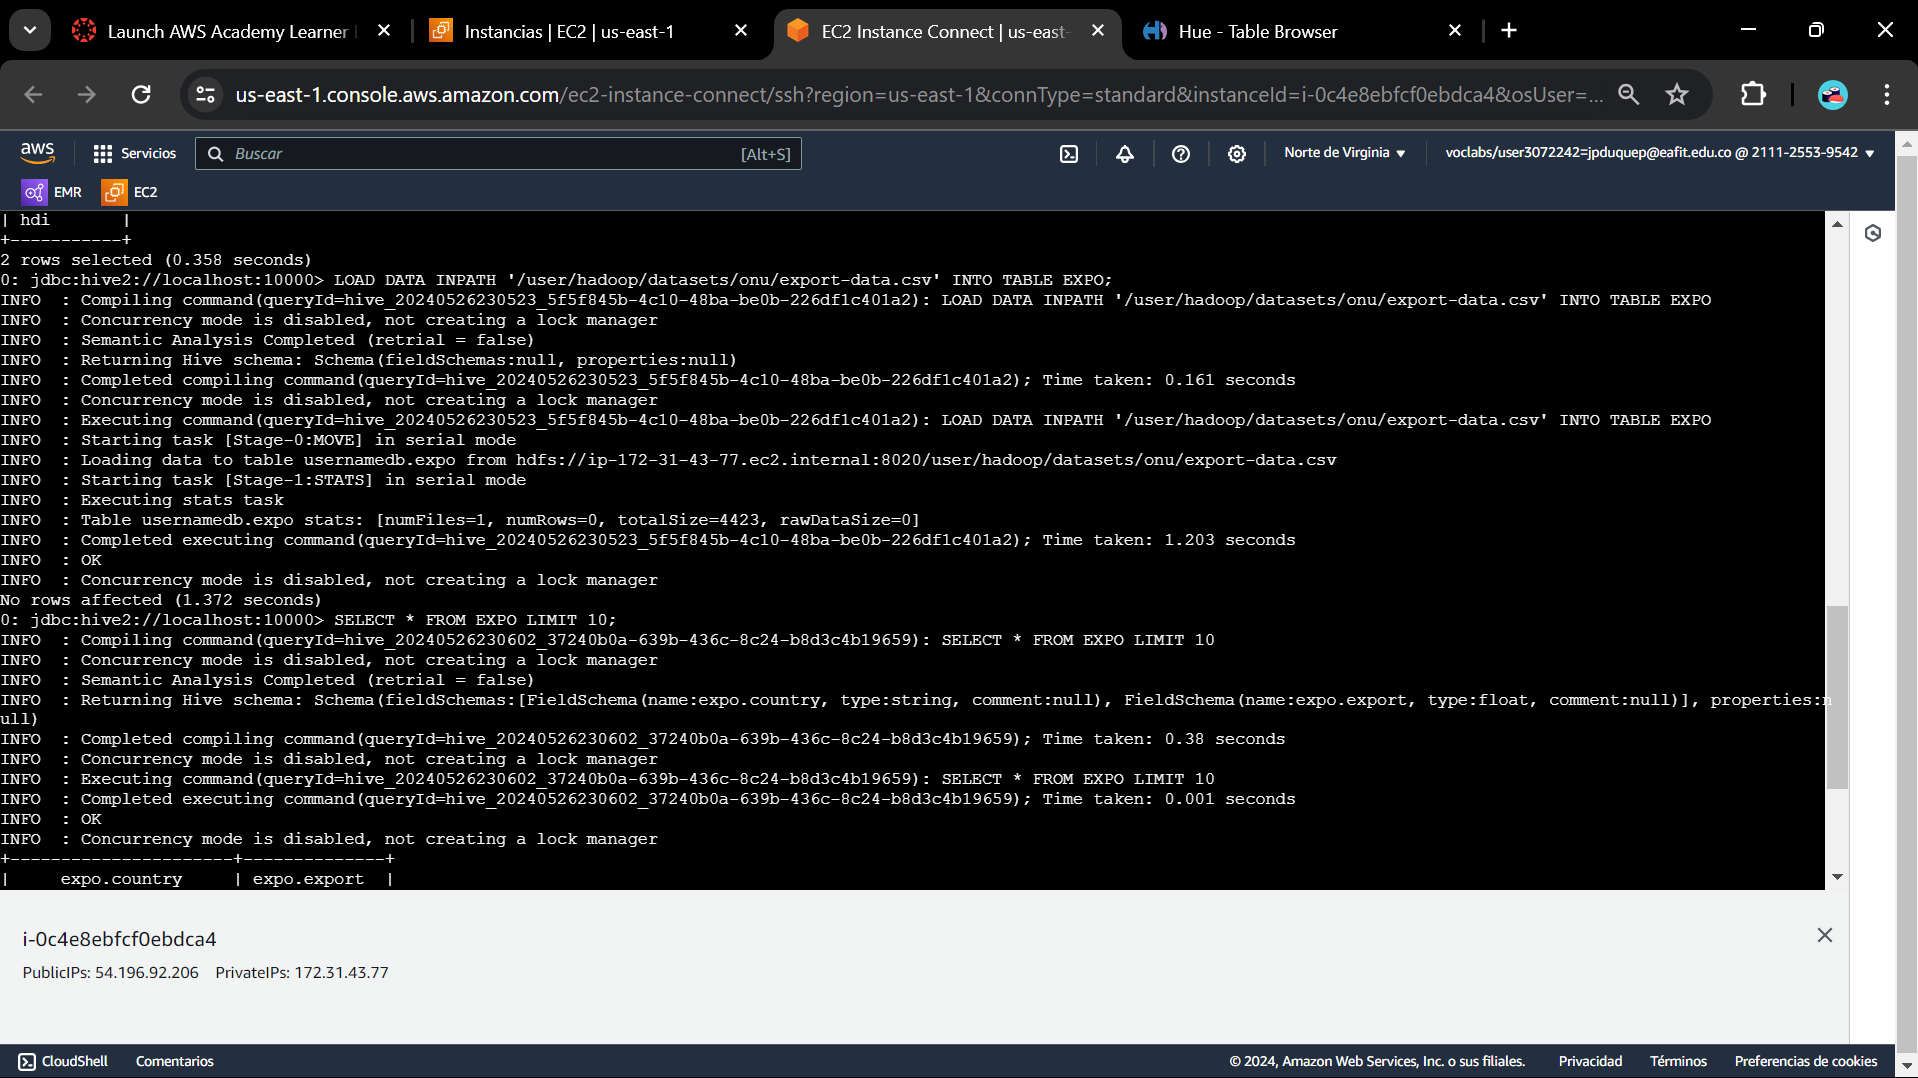 Launch AWS Academy Learner
Instancias | EC2 | us-east-1
EC2 Instance Connect | us-east-
Hue - Table Browser
us-east-1.console.aws.amazon.com/ec2-instance-connect/ssh?region=us-east-1&connType=standard&instanceId=i-0c4e8ebfcf0ebdca4&osUser=...
aws
Servicios
Buscar
[Alt+S]
Norte de Virginia
voclabs/user3072242=jpduquep@eafit.edu.co @ 2111-2553-9542
EMR
EC2
| hdi       |
+-----------+
2 rows selected (0.358 seconds)
0: jdbc:hive2://localhost:10000> LOAD DATA INPATH '/user/hadoop/datasets/onu/export-data.csv' INTO TABLE EXPO;
INFO  : Compiling command(queryId=hive_20240526230523_5f5f845b-4c10-48ba-be0b-226df1c401a2): LOAD DATA INPATH '/user/hadoop/datasets/onu/export-data.csv' INTO TABLE EXPO
INFO  : Concurrency mode is disabled, not creating a lock manager
INFO  : Semantic Analysis Completed (retrial = false)
INFO  : Returning Hive schema: Schema(fieldSchemas:null, properties:null)
INFO  : Completed compiling command(queryId=hive_20240526230523_5f5f845b-4c10-48ba-be0b-226df1c401a2); Time taken: 0.161 seconds
INFO  : Concurrency mode is disabled, not creating a lock manager
INFO  : Executing command(queryId=hive_20240526230523_5f5f845b-4c10-48ba-be0b-226df1c401a2): LOAD DATA INPATH '/user/hadoop/datasets/onu/export-data.csv' INTO TABLE EXPO
INFO  : Starting task [Stage-0:MOVE] in serial mode
INFO  : Loading data to table usernamedb.expo from hdfs://ip-172-31-43-77.ec2.internal:8020/user/hadoop/datasets/onu/export-data.csv
INFO  : Starting task [Stage-1:STATS] in serial mode
INFO  : Executing stats task
INFO  : Table usernamedb.expo stats: [numFiles=1, numRows=0, totalSize=4423, rawDataSize=0]
INFO  : Completed executing command(queryId=hive_20240526230523_5f5f845b-4c10-48ba-be0b-226df1c401a2); Time taken: 1.203 seconds
INFO  : OK
INFO  : Concurrency mode is disabled, not creating a lock manager
No rows affected (1.372 seconds)
0: jdbc:hive2://localhost:10000> SELECT * FROM EXPO LIMIT 10;
INFO  : Compiling command(queryId=hive_20240526230602_37240b0a-639b-436c-8c24-b8d3c4b19659): SELECT * FROM EXPO LIMIT 10
INFO  : Concurrency mode is disabled, not creating a lock manager
INFO  : Semantic Analysis Completed (retrial = false)
INFO  : Returning Hive schema: Schema(fieldSchemas:[FieldSchema(name:expo.country, type:string, comment:null), FieldSchema(name:expo.export, type:float, comment:null)], properties:n
ull)
INFO  : Completed compiling command(queryId=hive_20240526230602_37240b0a-639b-436c-8c24-b8d3c4b19659); Time taken: 0.38 seconds
INFO  : Concurrency mode is disabled, not creating a lock manager
INFO  : Executing command(queryId=hive_20240526230602_37240b0a-639b-436c-8c24-b8d3c4b19659): SELECT * FROM EXPO LIMIT 10
INFO  : Completed executing command(queryId=hive_20240526230602_37240b0a-639b-436c-8c24-b8d3c4b19659); Time taken: 0.001 seconds
INFO  : OK
INFO  : Concurrency mode is disabled, not creating a lock manager
+----------------------+--------------+
|     expo.country     | expo.export  |
i-0c4e8ebfcf0ebdca4
PublicIPs: 54.196.92.206    PrivateIPs: 172.31.43.77
CloudShell
Comentarios
© 2024, Amazon Web Services, Inc. o sus filiales.
Privacidad
Términos
Preferencias de cookies